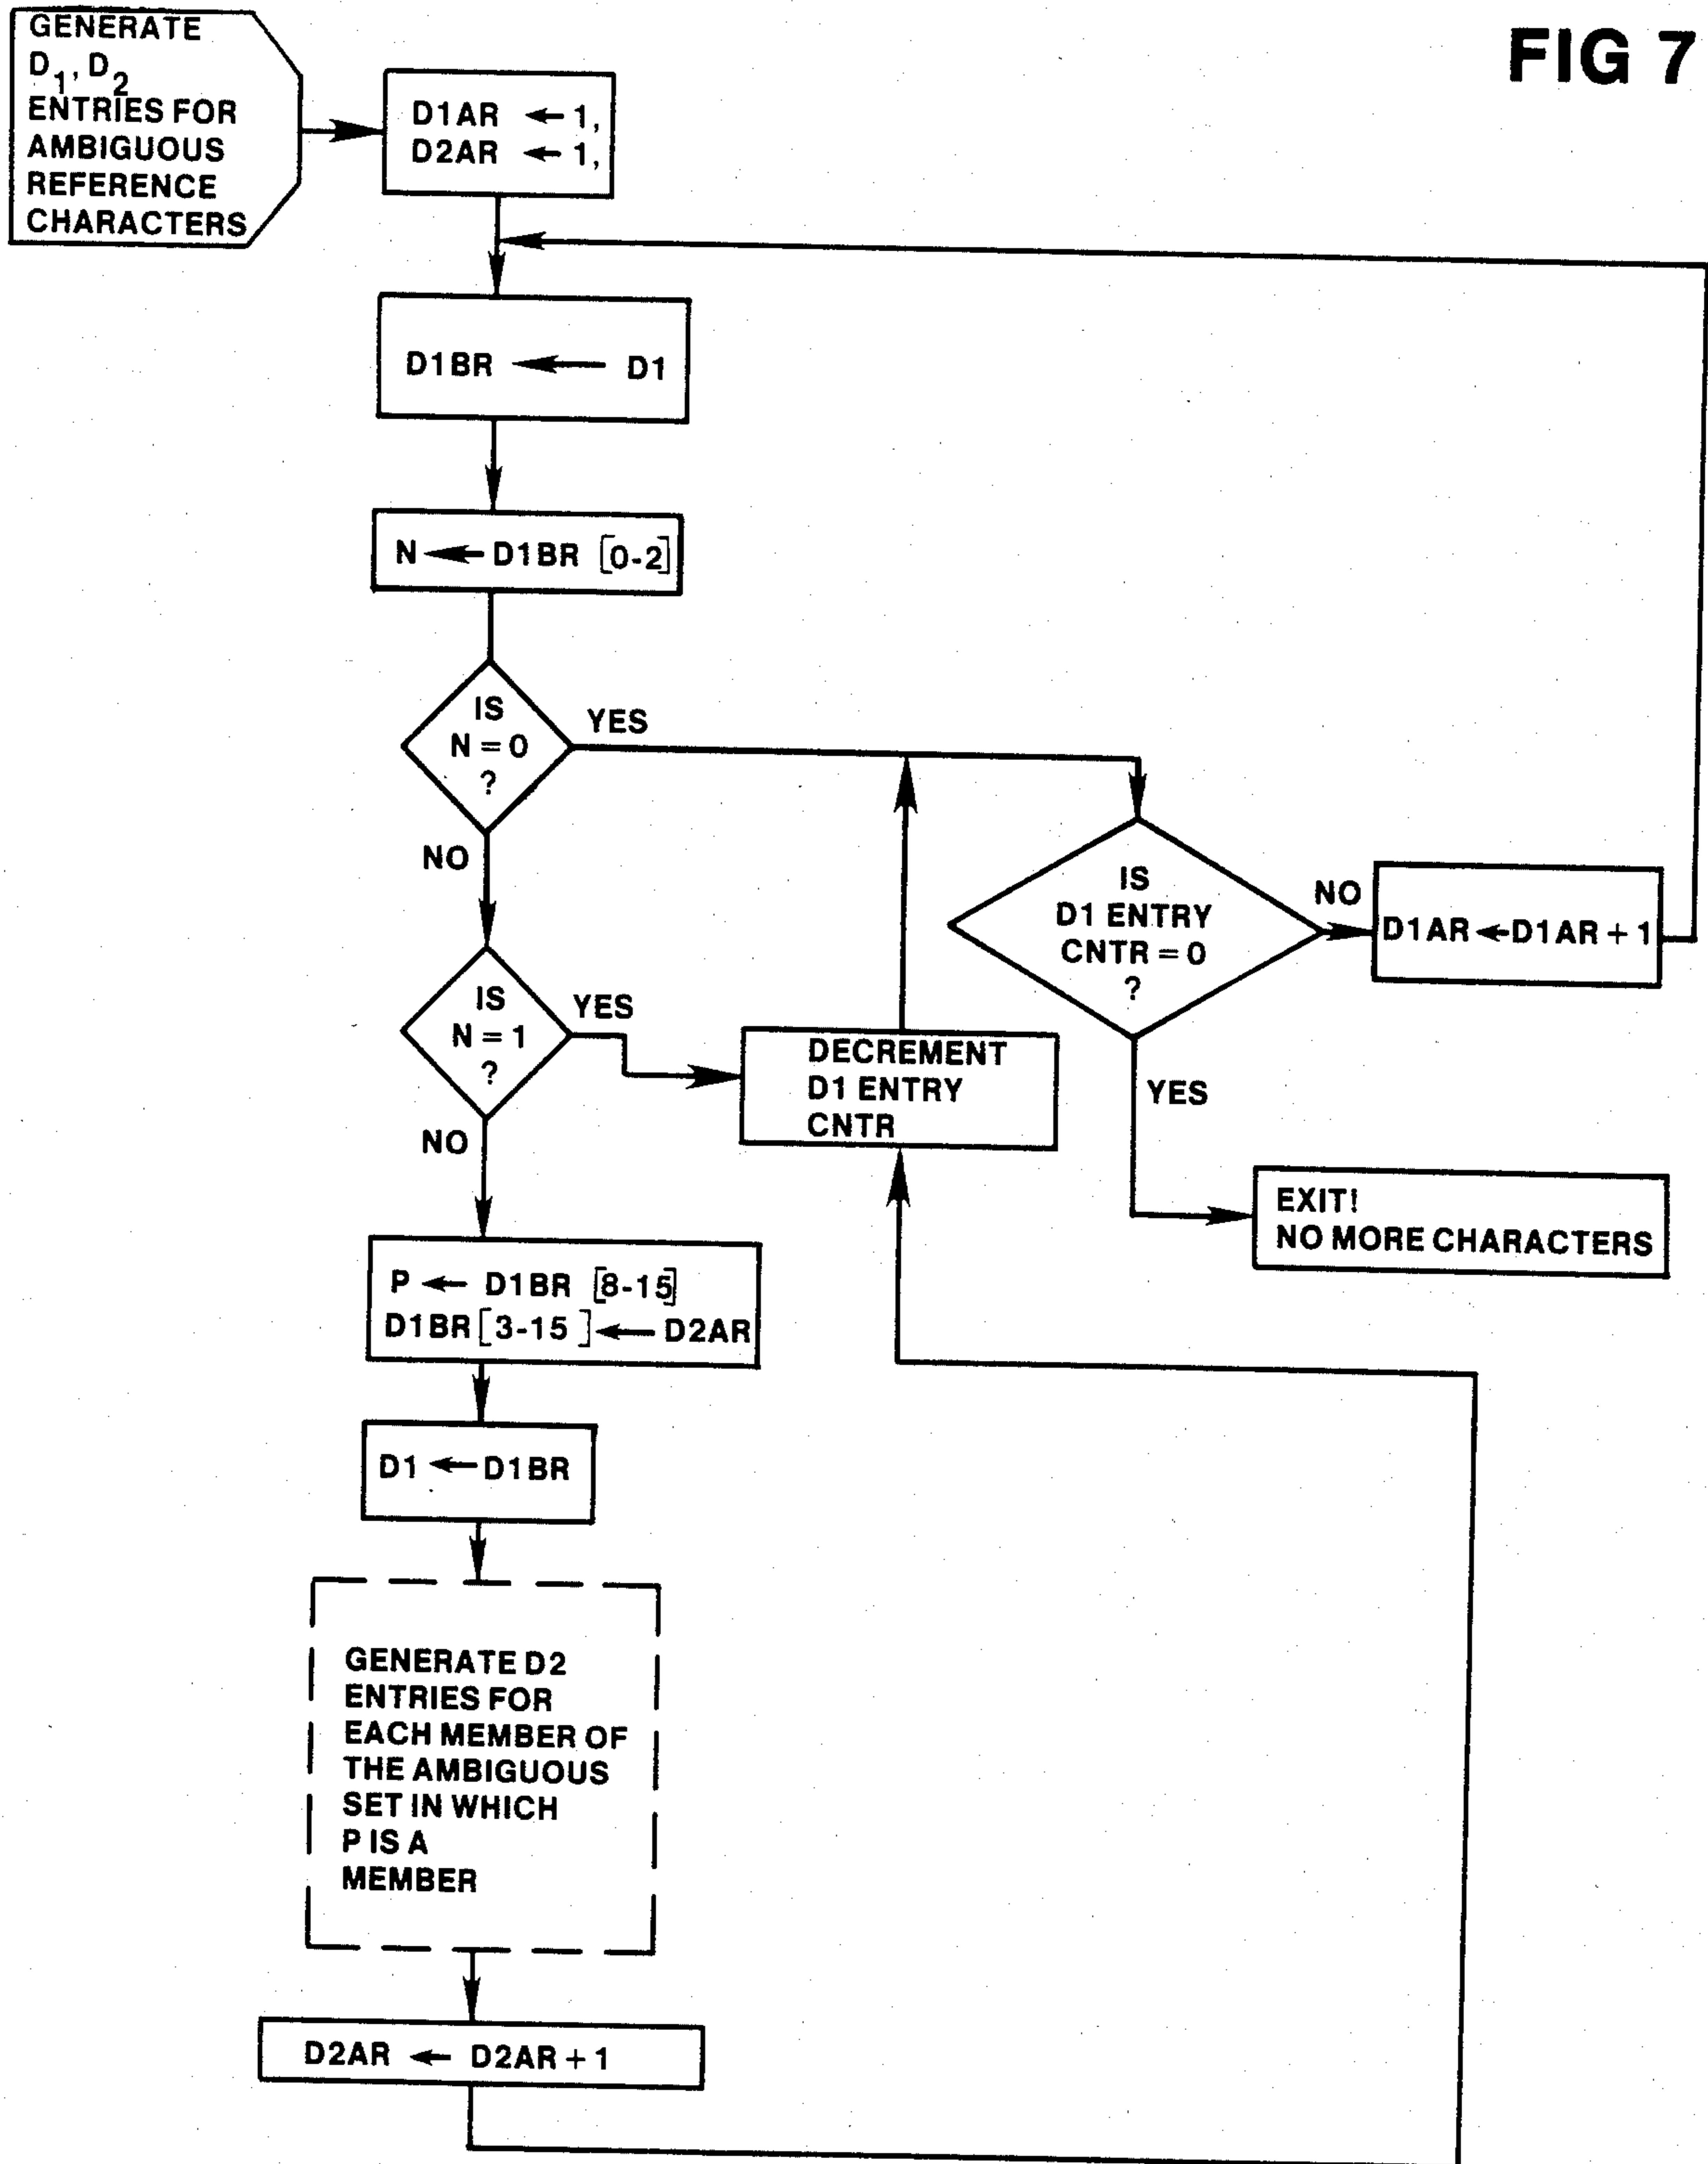 FIG 7
GENERATE
D1, D2
ENTRIES FOR
AMBIGUOUS
REFERENCE
CHARACTERS
D1AR ← 1,
D2AR ← 1,
D1BR ← D1
N ← D1BR [0-2]
IS
N = 0
?
YES
NO
IS
N = 1
?
YES
NO
DECREMENT
D1 ENTRY
CNTR
IS
D1 ENTRY
CNTR = 0
?
NO
D1AR ← D1AR + 1
YES
EXIT!
NO MORE CHARACTERS
P ← D1BR [8-15]
D1BR [3-15] ← D2AR
D1 ← D1BR
GENERATE D2
ENTRIES FOR
EACH MEMBER OF
THE AMBIGUOUS
SET IN WHICH
P IS A
MEMBER
D2AR ← D2AR + 1